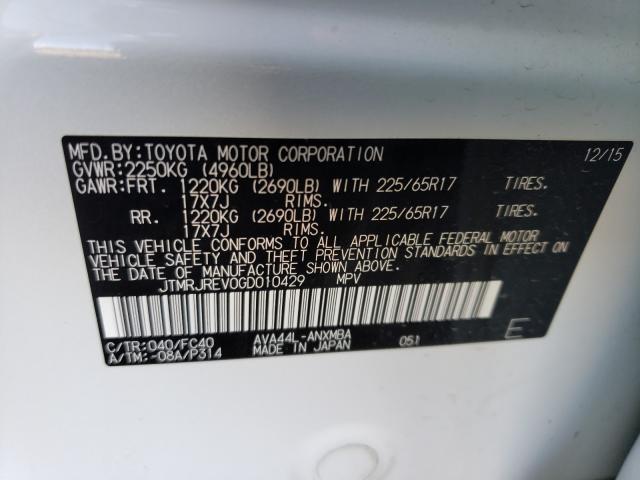 MFD.BY:TOYOTA MOTOR CORPORATION 12/15
GVWR:2250KG (4960LB)
GAWR:FRT. 1220KG (2690LB) WITH 225/65R17 TIRES.
17X7J RIMS.
RR. 1220KG (2690LB) WITH 225/65R17 TIRES.
17X7J RIMS.
THIS VEHICLE CONFORMS TO ALL APPLICABLE FEDERAL MOTOR
VEHICLE SAFETY AND THEFT PREVENTION STANDARDS IN EFFECT ON
THE DATE OF MANUFACTURE SHOWN ABOVE.
JTMRJREV0GD010429 MPV
C/TR:040/FC40 AVA44L-ANXMBA 051 E
A/TM:-08A/P314 MADE IN JAPAN